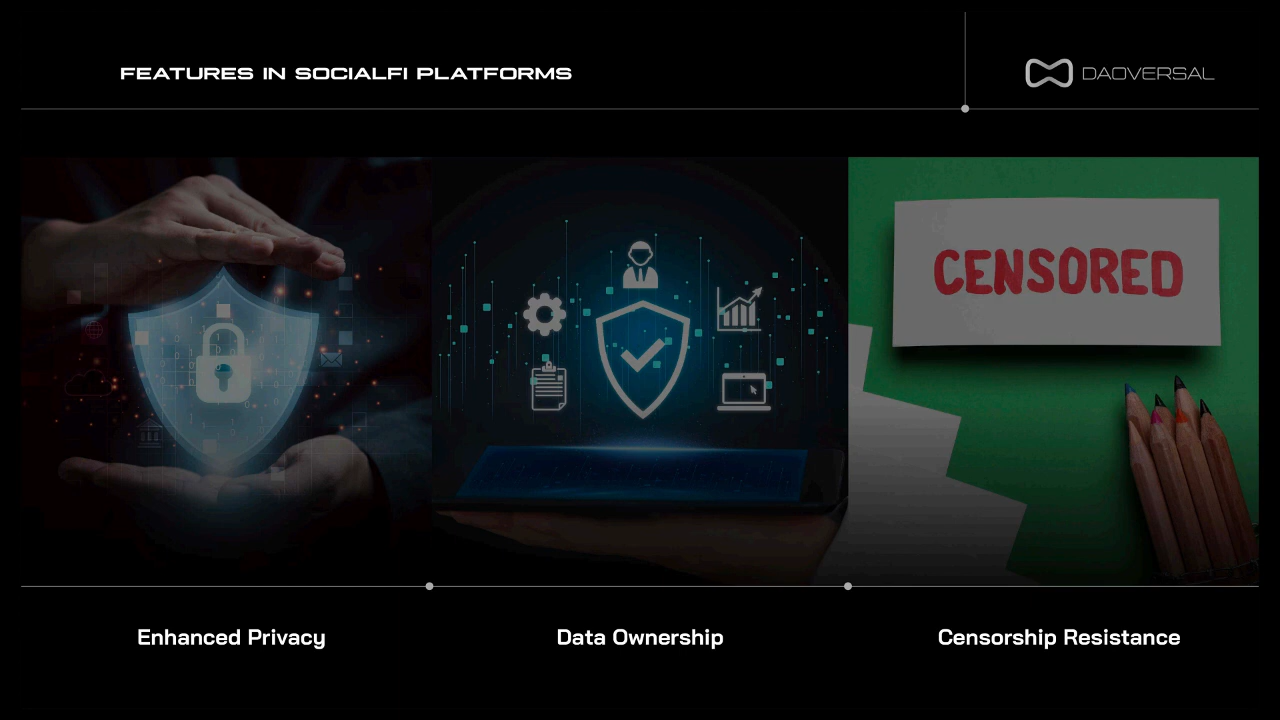 FEATURES IN SOCIALFI PLATFORMS
DAOVERSAL
CENSORED
Enhanced Privacy
Data Ownership
Censorship Resistance